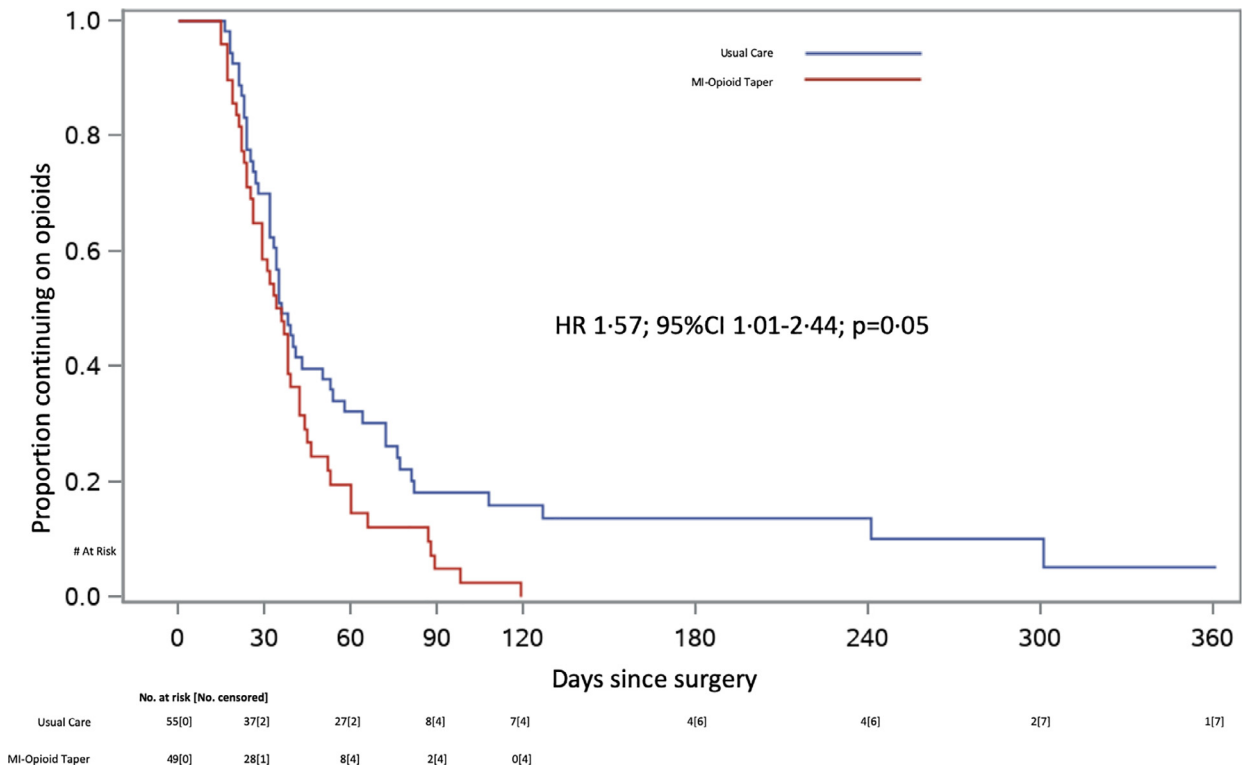 Proportion continuing on opioids
1.0
0.8
0.6
0.4
0.2
0.0
Usual Care
MI-Opioid Taper
HR 1·57; 95%CI 1·01-2·44; p=0·05
# At Risk
0 30 60 90 120 180 240 300 360
Days since surgery
No. at risk [No. censored]
Usual Care 55[0] 37[2] 27[2] 8[4] 7[4] 4[6] 4[6] 2[7] 1[7]
MI-Opioid Taper 49[0] 28[1] 8[4] 2[4] 0[4]